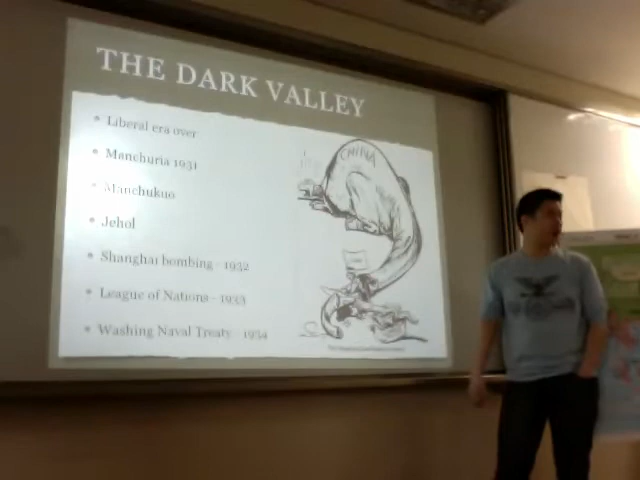 THE DARK VALLEY
Liberal era over
Manchuria 1931
Manchukuo
Jehol
Shanghai bombing - 1932
League of Nations - 1933
Washing Naval Treaty - 1934
CHINA